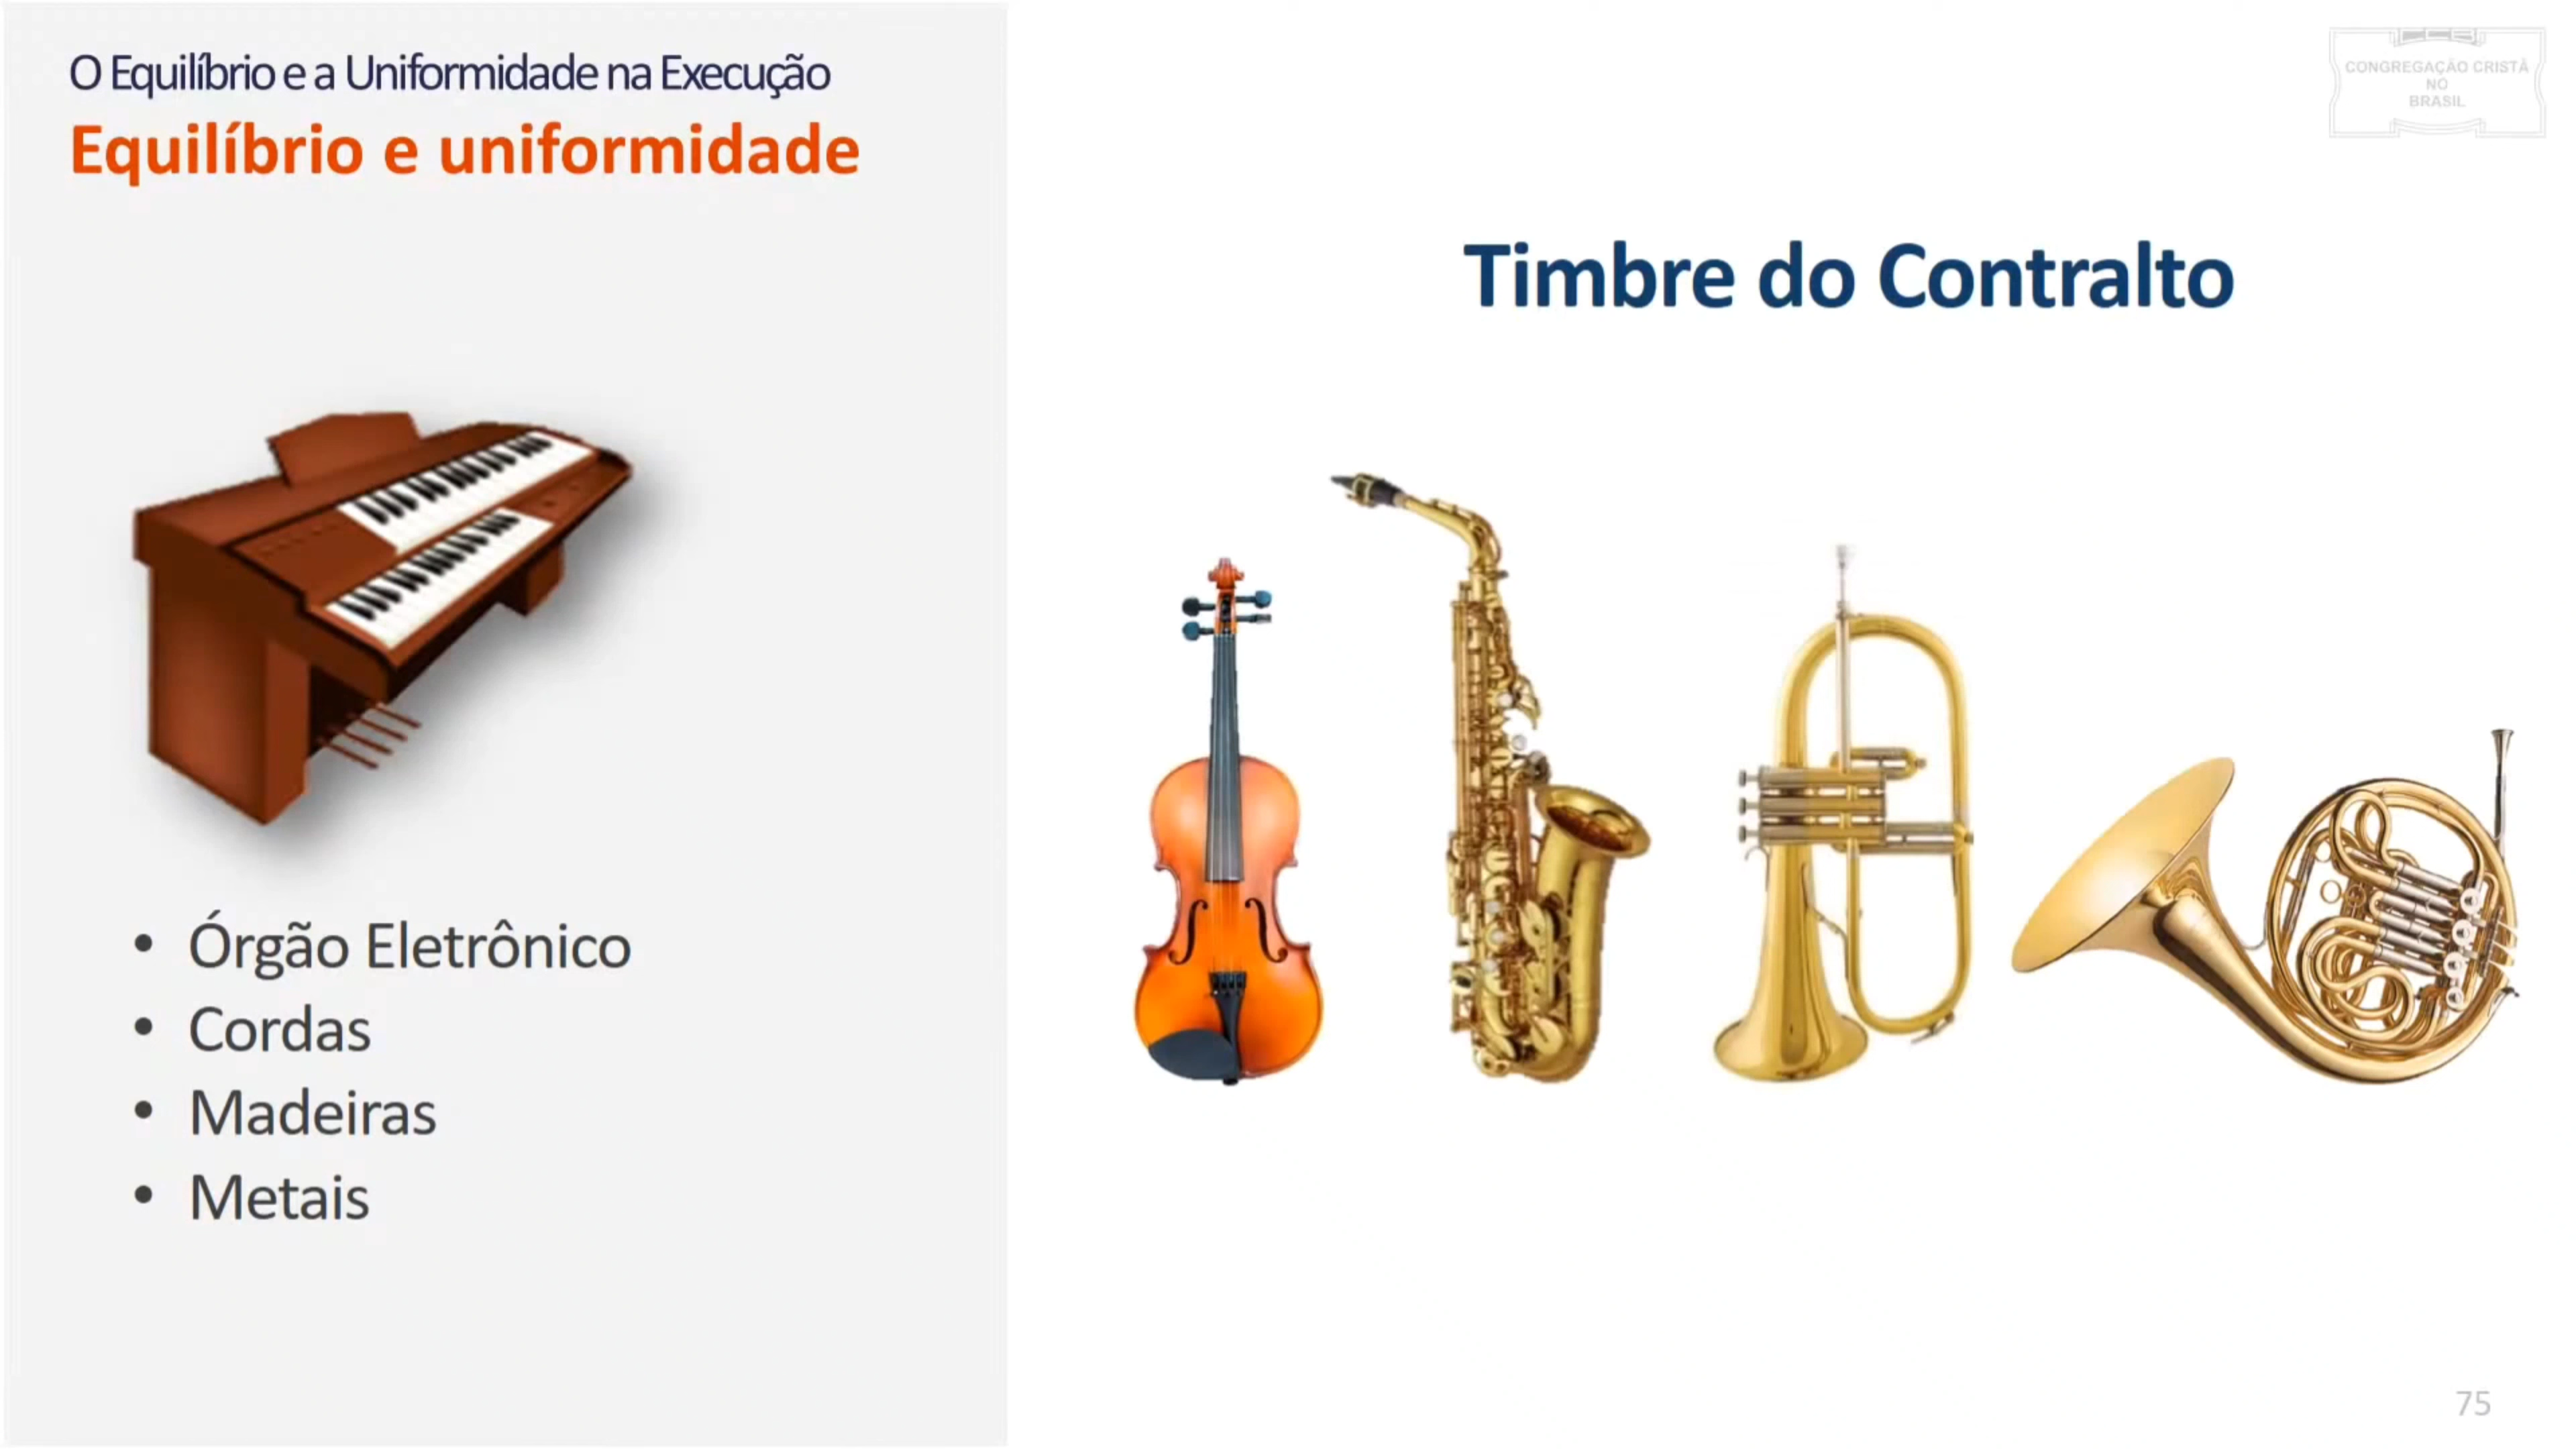 O Equilíbrio e a Uniformidade na Execução
Equilíbrio e uniformidade
• Órgão Eletrônico
• Cordas
• Madeiras
• Metais
CCB
CONGREGAÇÃO CRISTÃ
NO
BRASIL
Timbre do Contralto
75